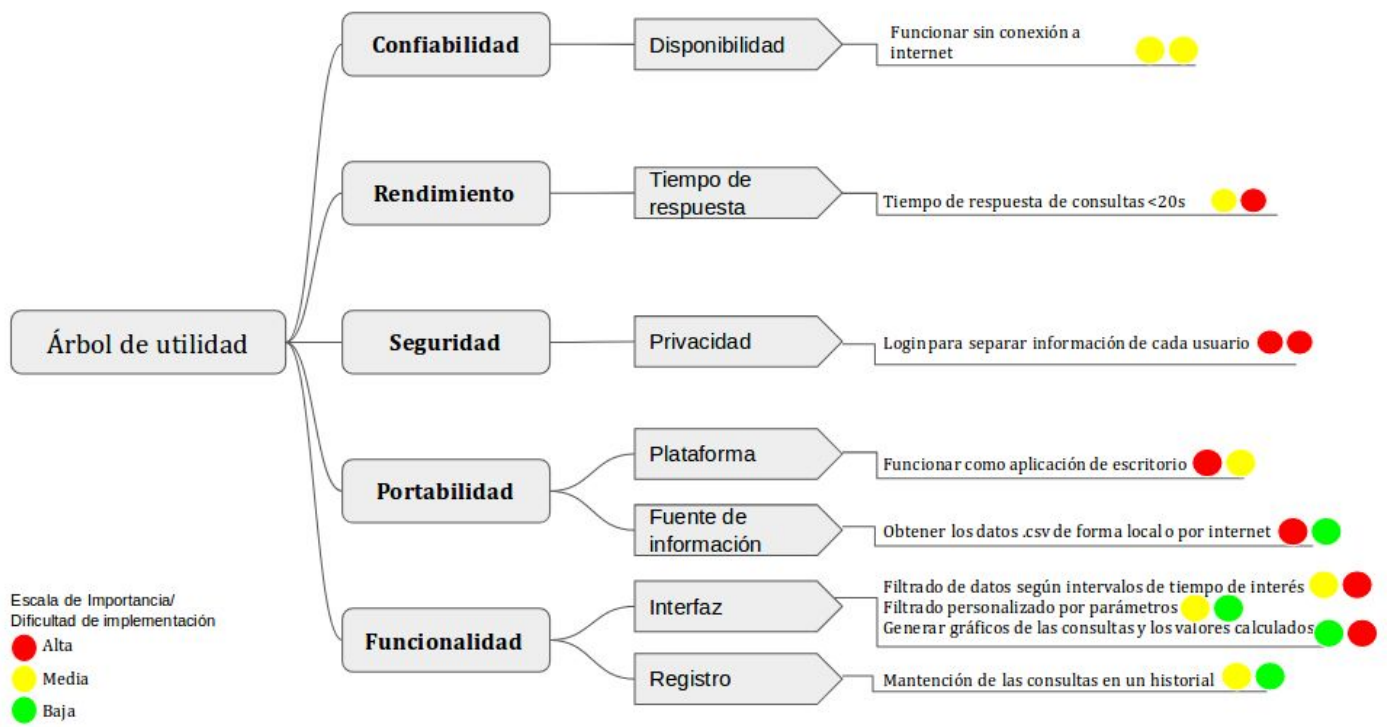 Confiabilidad
Disponibilidad
Funcionar sin conexión a
internet
Rendimiento
Tiempo de
respuesta
Tiempo de respuesta de consultas <20s
Árbol de utilidad
Seguridad
Privacidad
Login para separar información de cada usuario
Portabilidad
Plataforma
Funcionar como aplicación de escritorio
Fuente de
información
Obtener los datos .csv de forma local o por internet
Funcionalidad
Interfaz
Filtrado de datos según intervalos de tiempo de interés
Filtrado personalizado por parámetros
Generar gráficos de las consultas y los valores calculados
Registro
Mantención de las consultas en un historial
Escala de Importancia/
Dificultad de implementación
Alta
Media
Baja